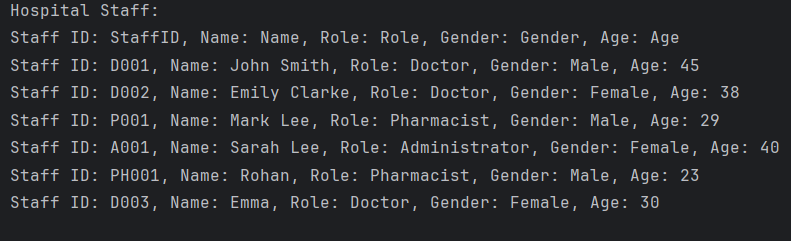 Hospital Staff:
Staff ID: StaffID, Name: Name, Role: Role, Gender: Gender, Age: Age
Staff ID: D001, Name: John Smith, Role: Doctor, Gender: Male, Age: 45
Staff ID: D002, Name: Emily Clarke, Role: Doctor, Gender: Female, Age: 38
Staff ID: P001, Name: Mark Lee, Role: Pharmacist, Gender: Male, Age: 29
Staff ID: A001, Name: Sarah Lee, Role: Administrator, Gender: Female, Age: 40
Staff ID: PH001, Name: Rohan, Role: Pharmacist, Gender: Male, Age: 23
Staff ID: D003, Name: Emma, Role: Doctor, Gender: Female, Age: 30